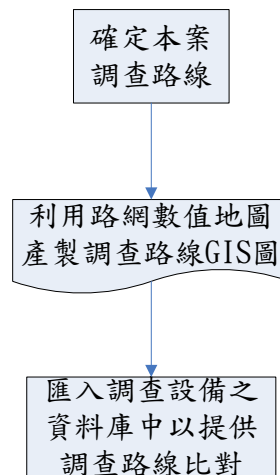 確定本案
調查路線
利用路網數值地圖
產製調查路線GIS圖
匯入調查設備之
資料庫中以提供
調查路線比對